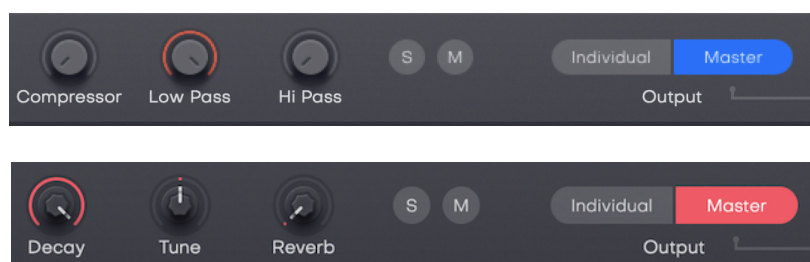 S M Individual Master
Compressor Low Pass Hi Pass Output
S M Individual Master
Decay Tune Reverb Output